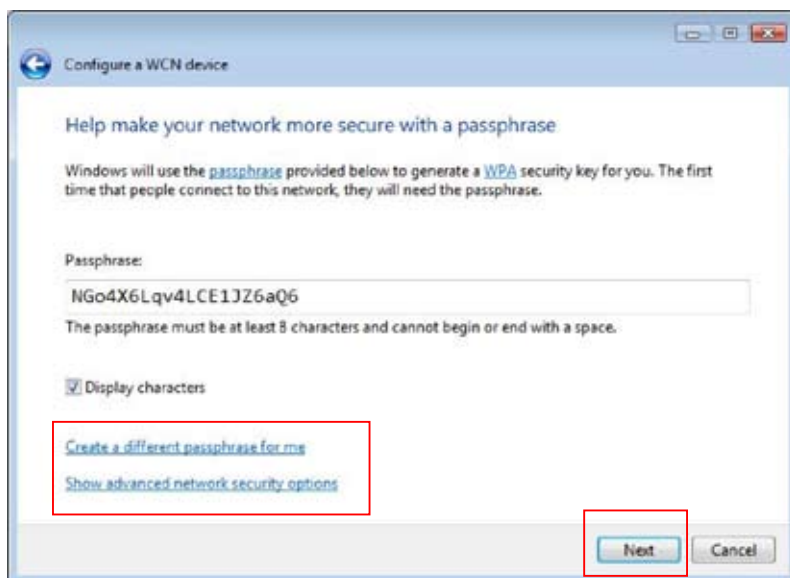 Configure a WCN device
Help make your network more secure with a passphrase
Windows will use the passphrase provided below to generate a WPA security key for you. The first
time that people connect to this network, they will need the passphrase.
Passphrase:
NGo4X6Lqv4LCE1JZ6aQ6
The passphrase must be at least 8 characters and cannot begin or end with a space.
Display characters
Create a different passphrase for me
Show advanced network security options
Next Cancel